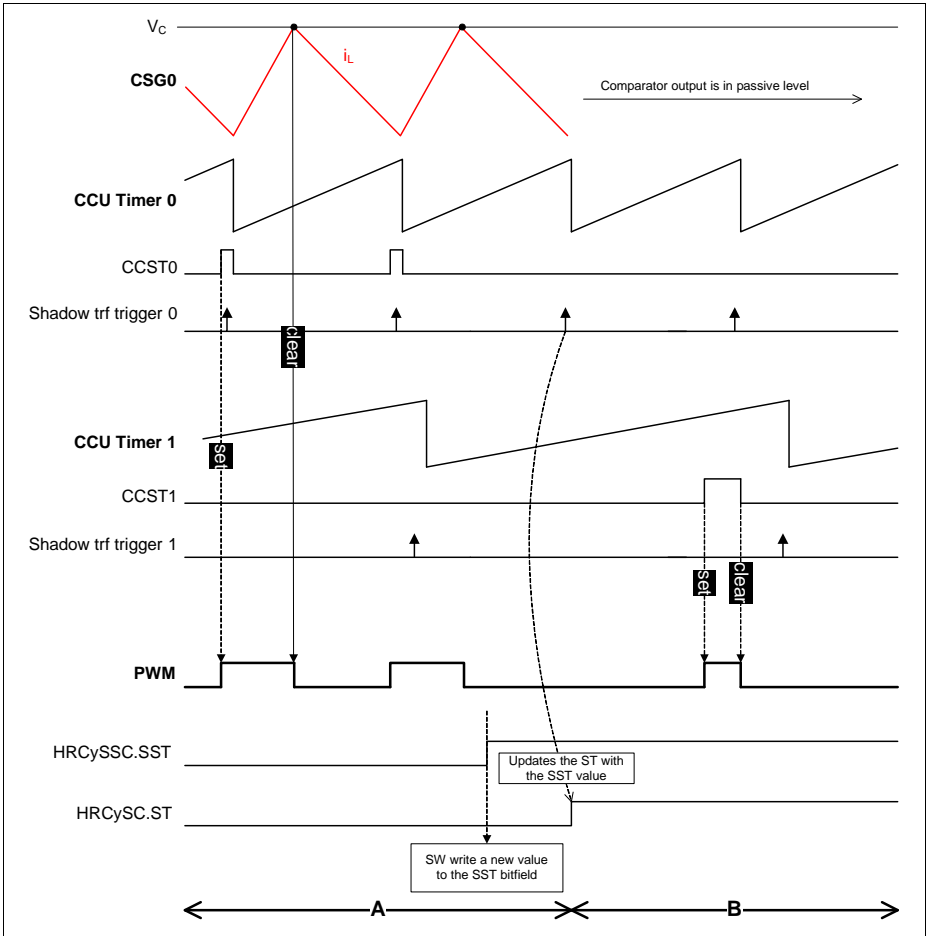 VC
iL
CSG0
Comparator output is in passive level
CCU Timer 0
CCST0
Shadow trf trigger 0
clear
CCU Timer 1
set
CCST1
Shadow trf trigger 1
set
clear
PWM
HRCySSC.SST
Updates the ST with
the SST value
HRCySC.ST
SW write a new value
to the SST bitfield
A
B